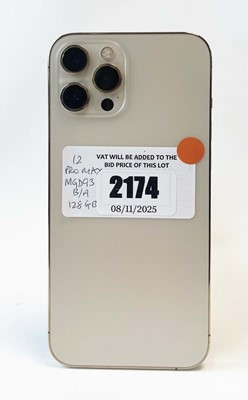 12
PRO MAX
MGD93
B/A
128GB
VAT WILL BE ADDED TO THE
BID PRICE OF THIS LOT
2174
08/11/2025